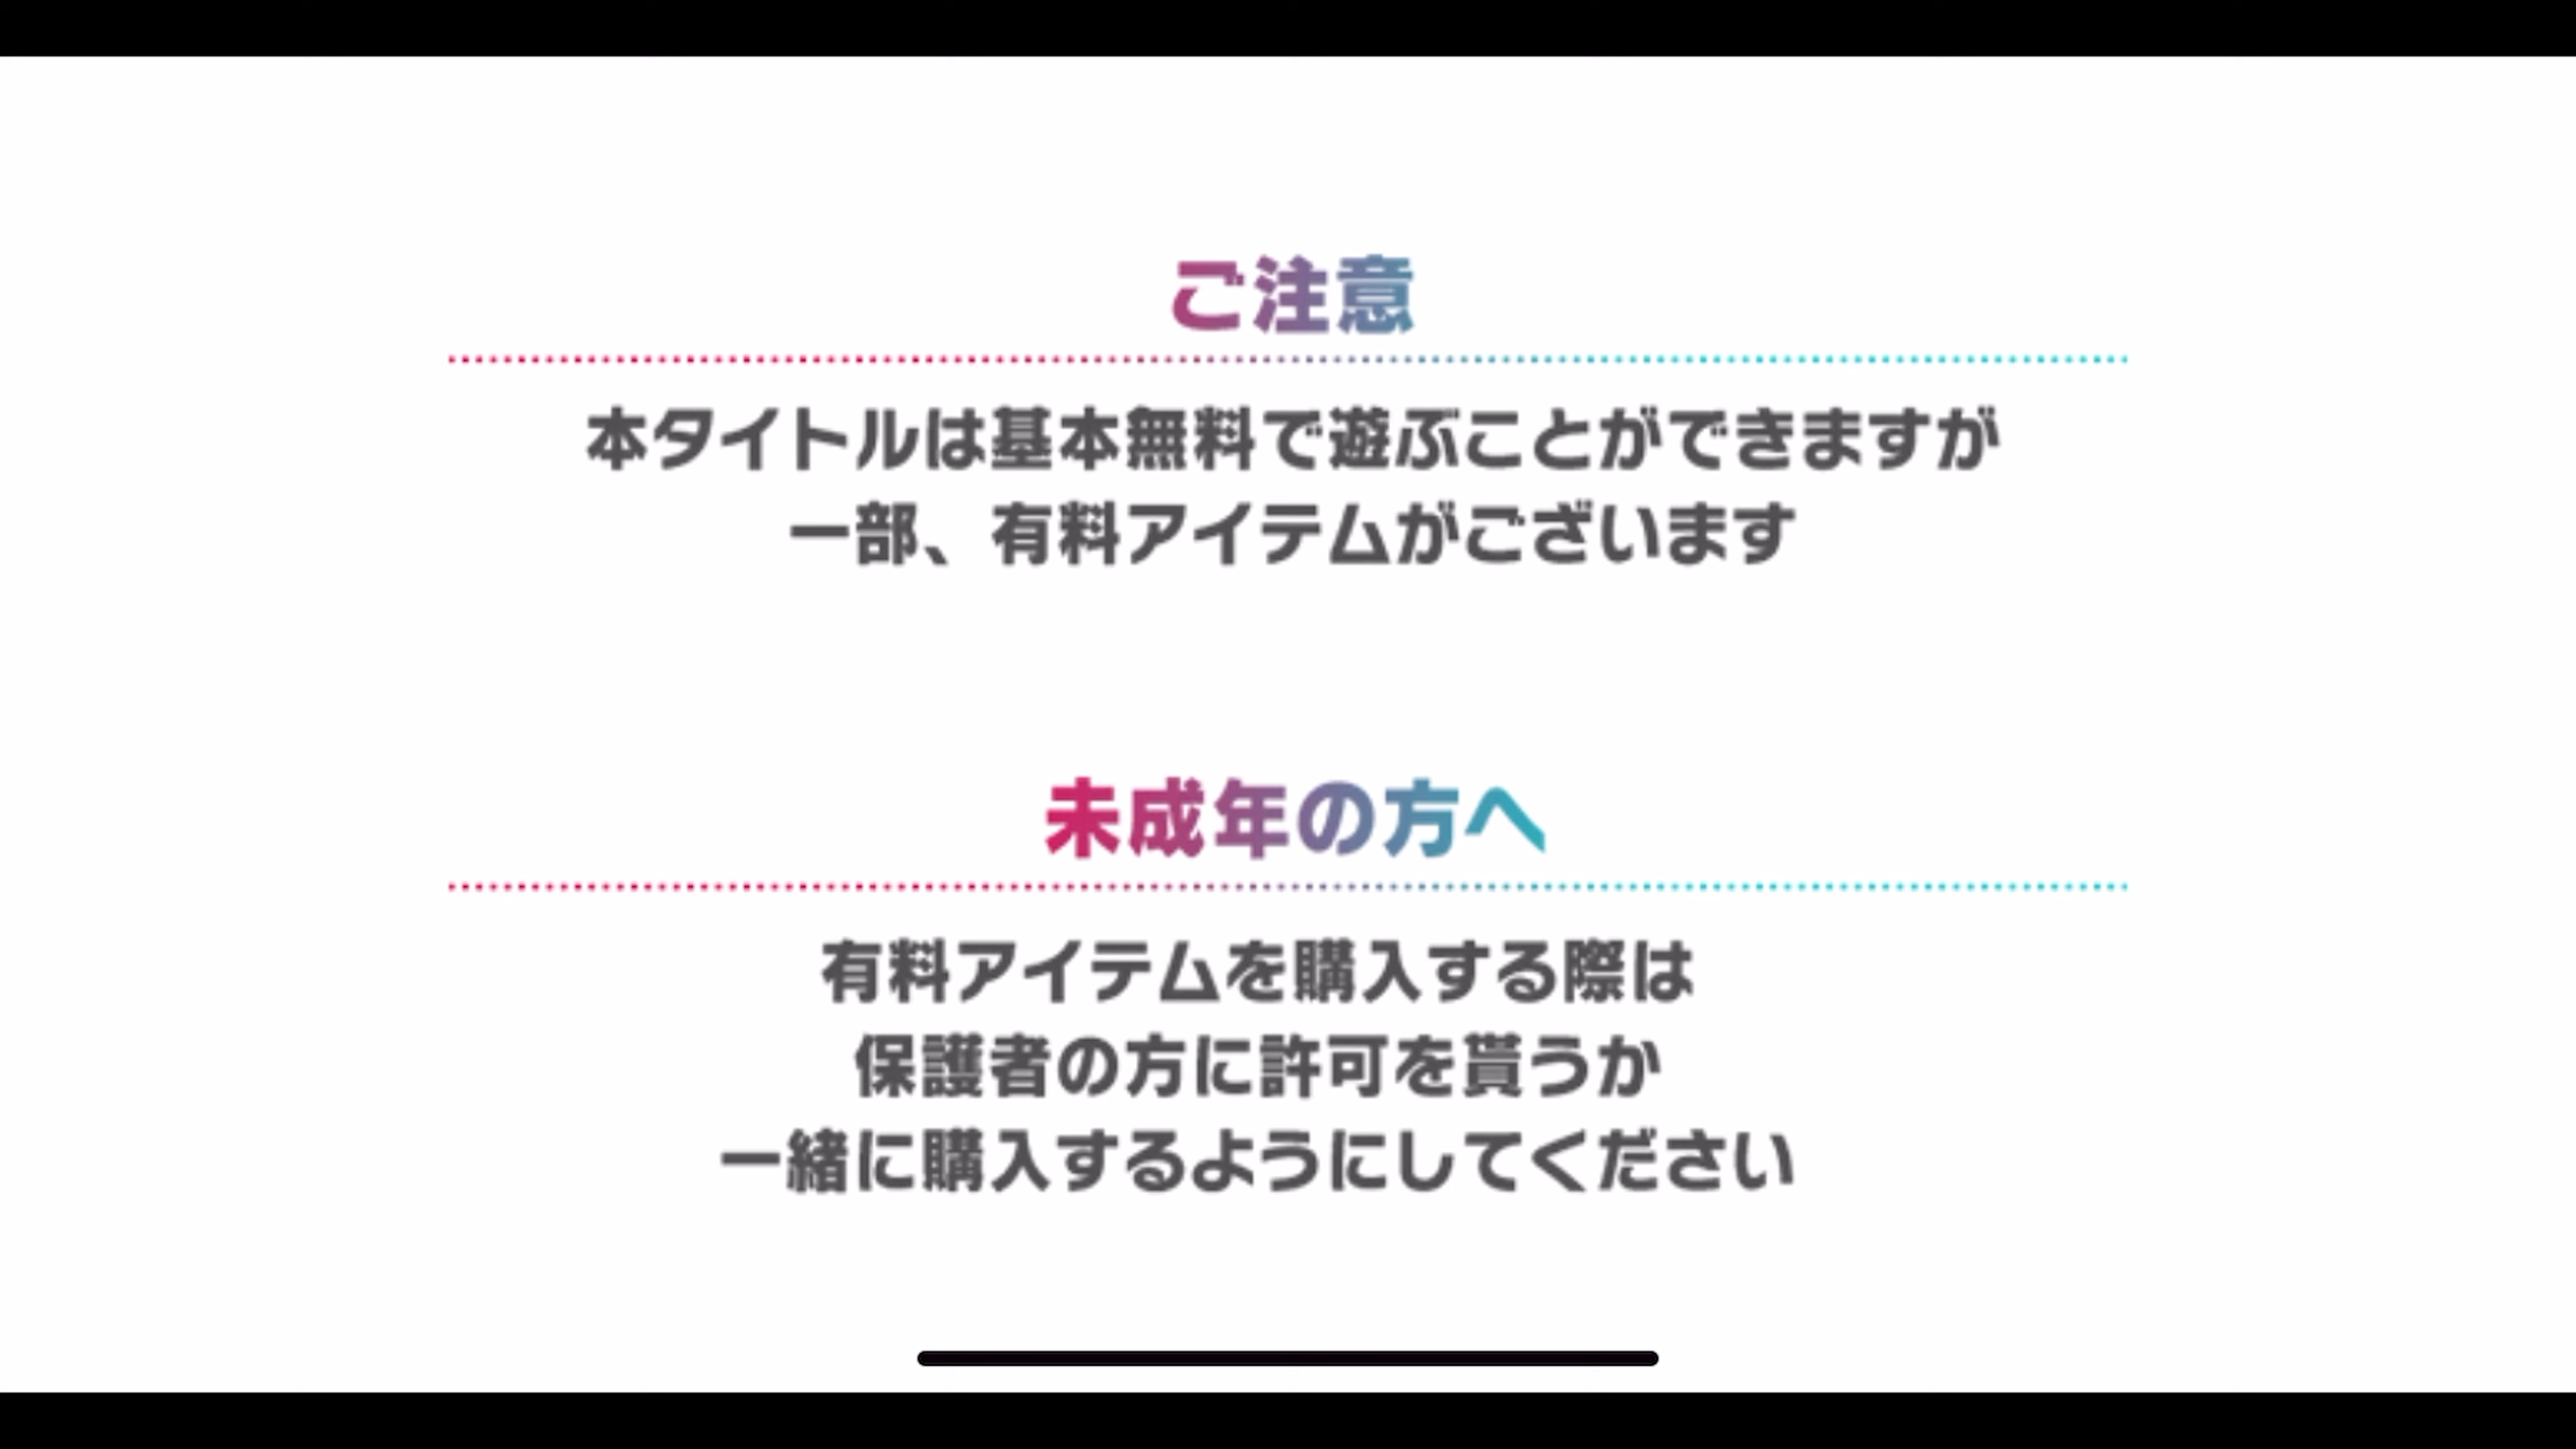 ご注意
本タイトルは基本無料で遊ぶことができますが
一部、有料アイテムがございます
未成年の方へ
有料アイテムを購入する際は
保護者の方に許可を貰うか
一緒に購入するようにしてください